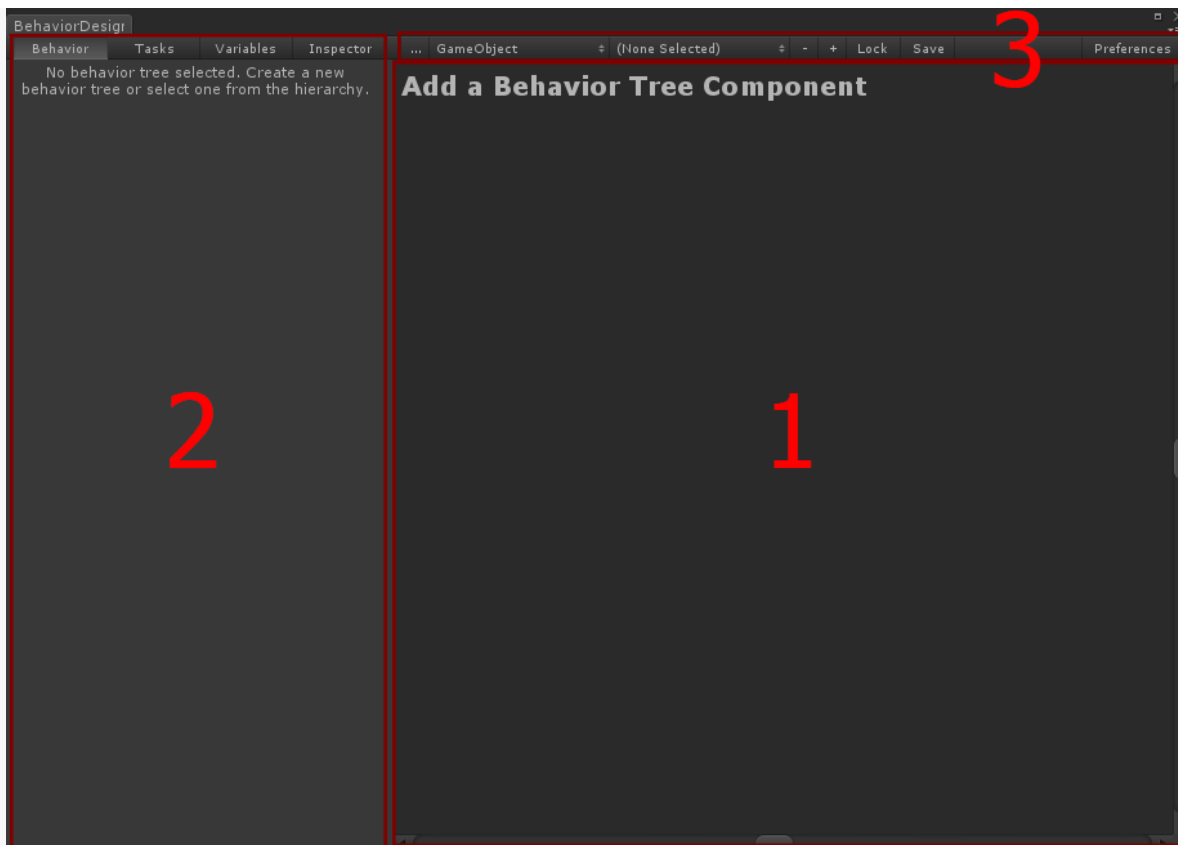 BehaviorDesigr
Behavior Tasks Variables Inspector
... GameObject (None Selected) - + Lock Save Preferences
3
No behavior tree selected. Create a new
behavior tree or select one from the hierarchy.
Add a Behavior Tree Component
2
1